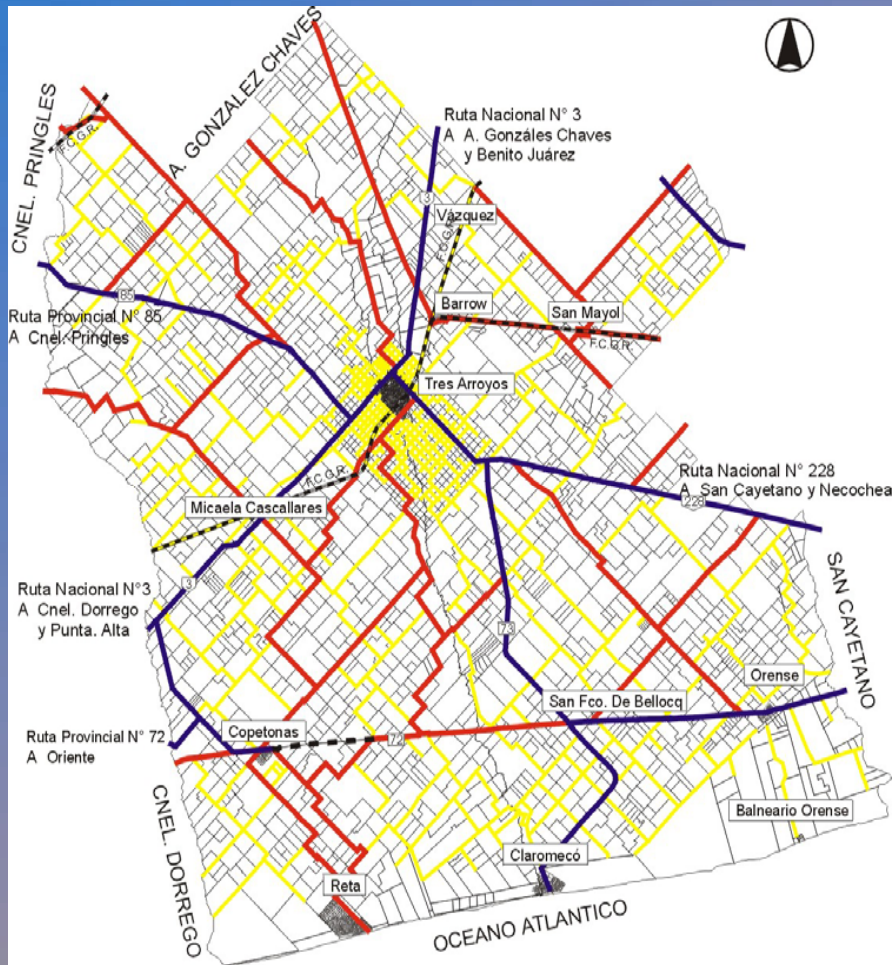 A. GONZALEZ CHAVES
CNEL. PRINGLES
F.C.G.R.
Ruta Nacional N° 3
A A. Gonzáles Chaves
y Benito Juárez
3
Vázquez
F.C.G.R.
85
Ruta Provincial N° 85
A Cnel. Pringles
Barrow
San Mayol
F.C.G.R.
Tres Arroyos
F.C.G.R.
Micaela Cascallares
Ruta Nacional N° 228
A San Cayetano y Necochea
228
3
Ruta Nacional N°3
A Cnel. Dorrego
y Punta. Alta
SAN CAYETANO
73
Orense
San Fco. De Bellocq
Copetonas
72
Ruta Provincial N° 72
A Oriente
CNEL. DORREGO
Balneario Orense
Claromecó
Reta
OCEANO ATLANTICO